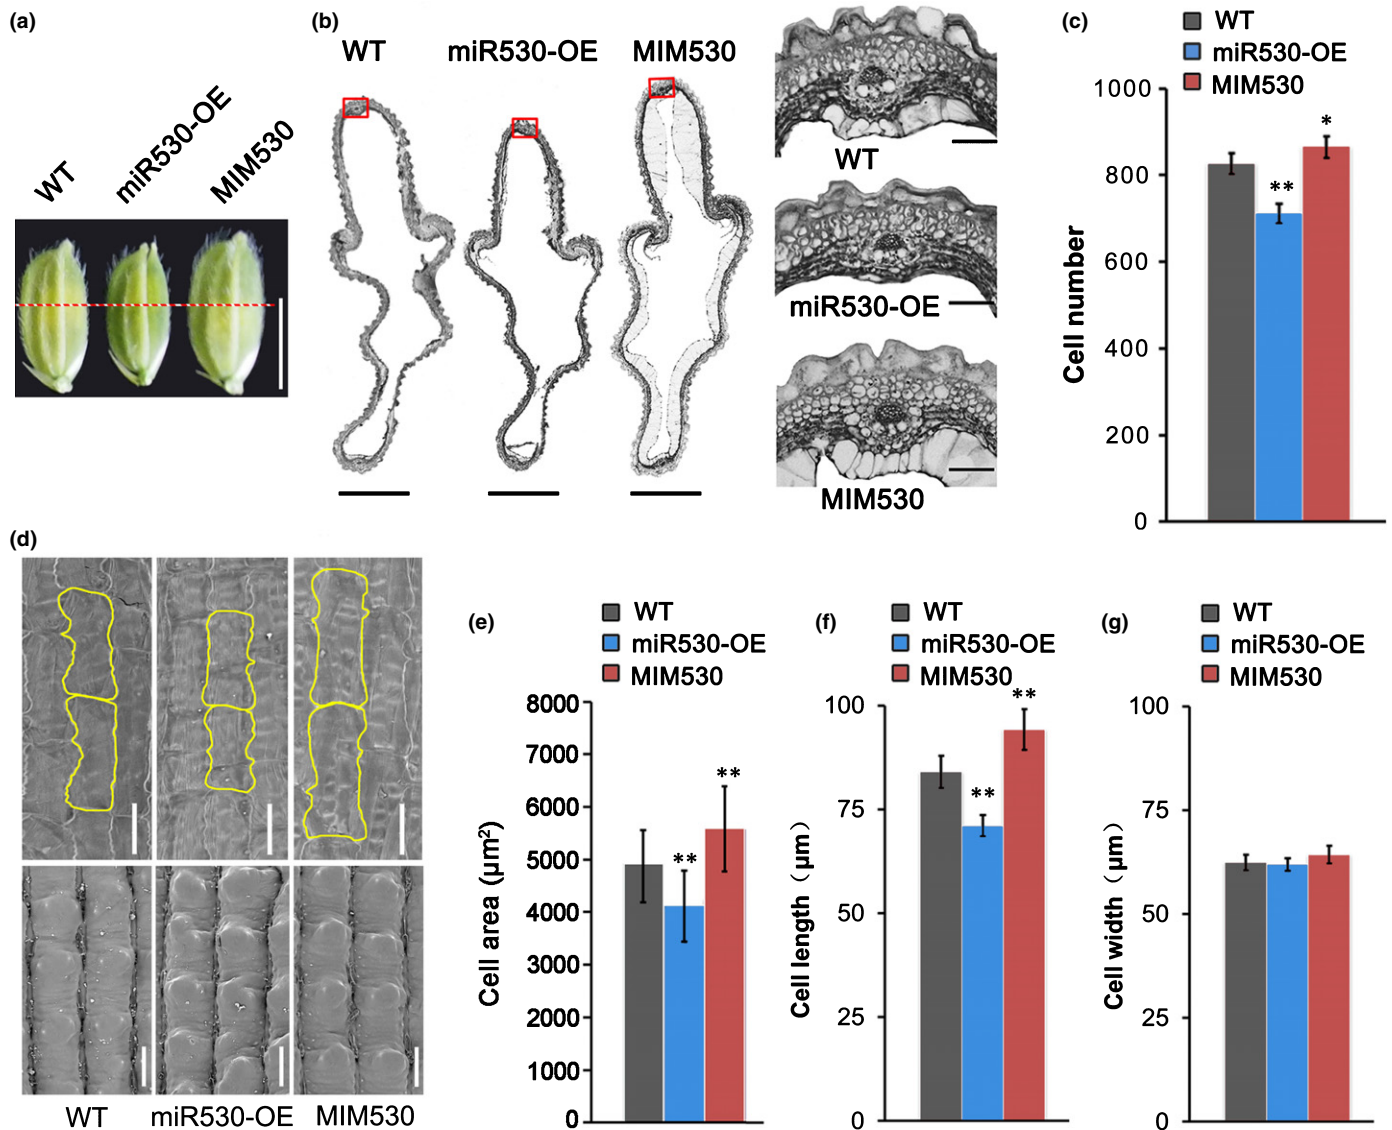 (a)
WT
miR530-OE
MIM530
(b)
WT
miR530-OE
MIM530
WT
miR530-OE
MIM530
(c)
WT
miR530-OE
MIM530
1000
800
600
400
200
0
Cell number
**
*
(d)
WT
miR530-OE
MIM530
(e)
WT
miR530-OE
MIM530
8000
7000
6000
5000
4000
3000
2000
1000
0
Cell area (µm²)
**
**
(f)
WT
miR530-OE
MIM530
100
75
50
25
0
Cell length (µm)
**
**
(g)
WT
miR530-OE
MIM530
100
75
50
25
0
Cell width (µm)